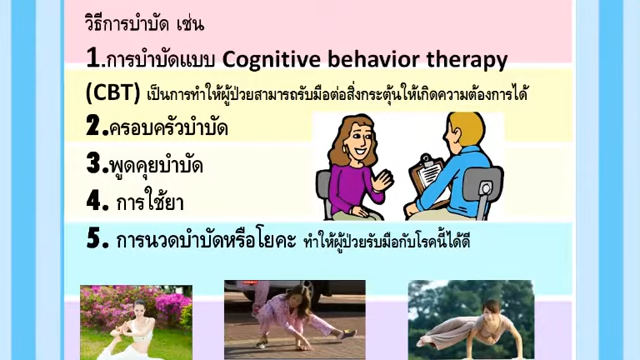 วิธีการบำบัด เช่น
1.การบำบัดแบบ Cognitive behavior therapy
(CBT) เป็นการทำให้ผู้ป่วยสามารถรับมือต่อสิ่งกระตุ้นให้เกิดความต้องการได้
2.ครอบครัวบำบัด
3.พูดคุยบำบัด
4. การใช้ยา
5. การนวดบำบัดหรือโยคะ ทำให้ผู้ป่วยรับมือกับโรคนี้ได้ดี